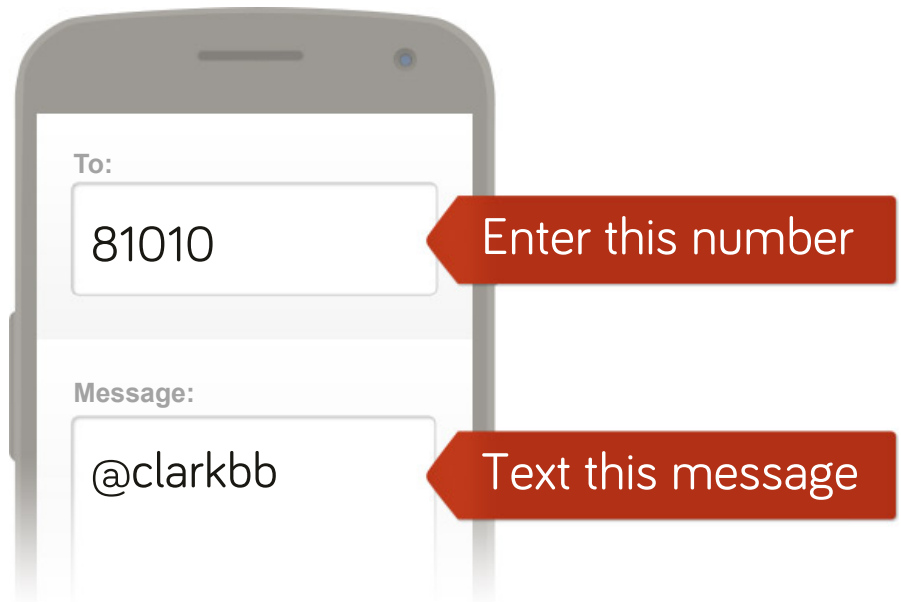 To:
81010
Enter this number
Message:
@clarkbb
Text this message